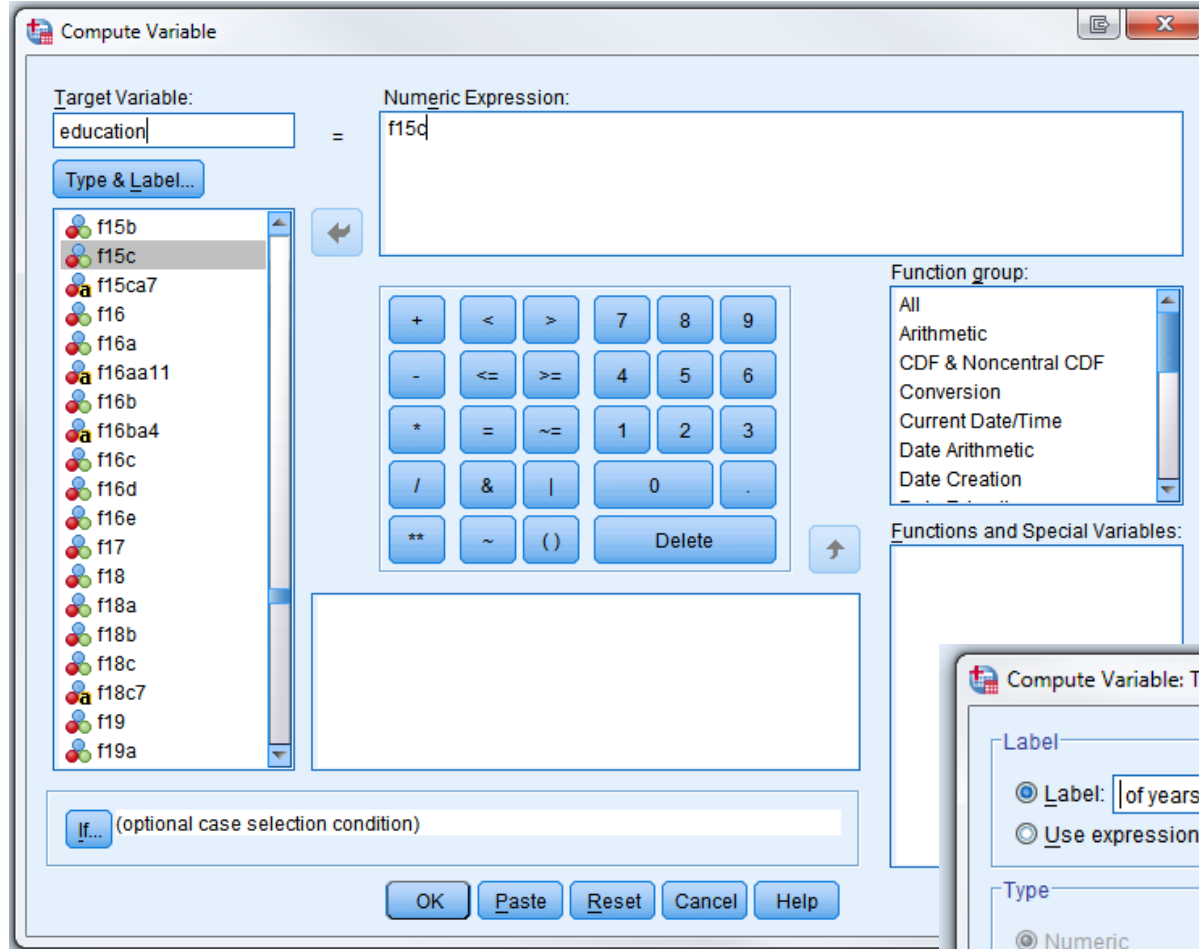 Compute Variable
Target Variable:
education
Type & Label...
=
Numeric Expression:
f15c
f15b
f15c
f15ca7
f16
f16a
f16aa11
f16b
f16ba4
f16c
f16d
f16e
f17
f18
f18a
f18b
f18c
f18c7
f19
f19a
+ < > 7 8 9
- <= >= 4 5 6
* = ~= 1 2 3
/ & | 0 .
** ~ ( ) Delete
Function group:
All
Arithmetic
CDF & Noncentral CDF
Conversion
Current Date/Time
Date Arithmetic
Date Creation
Functions and Special Variables:
If... (optional case selection condition)
OK Paste Reset Cancel Help
Compute Variable: T
Label
Label: of years
Use expression
Type
Numeric